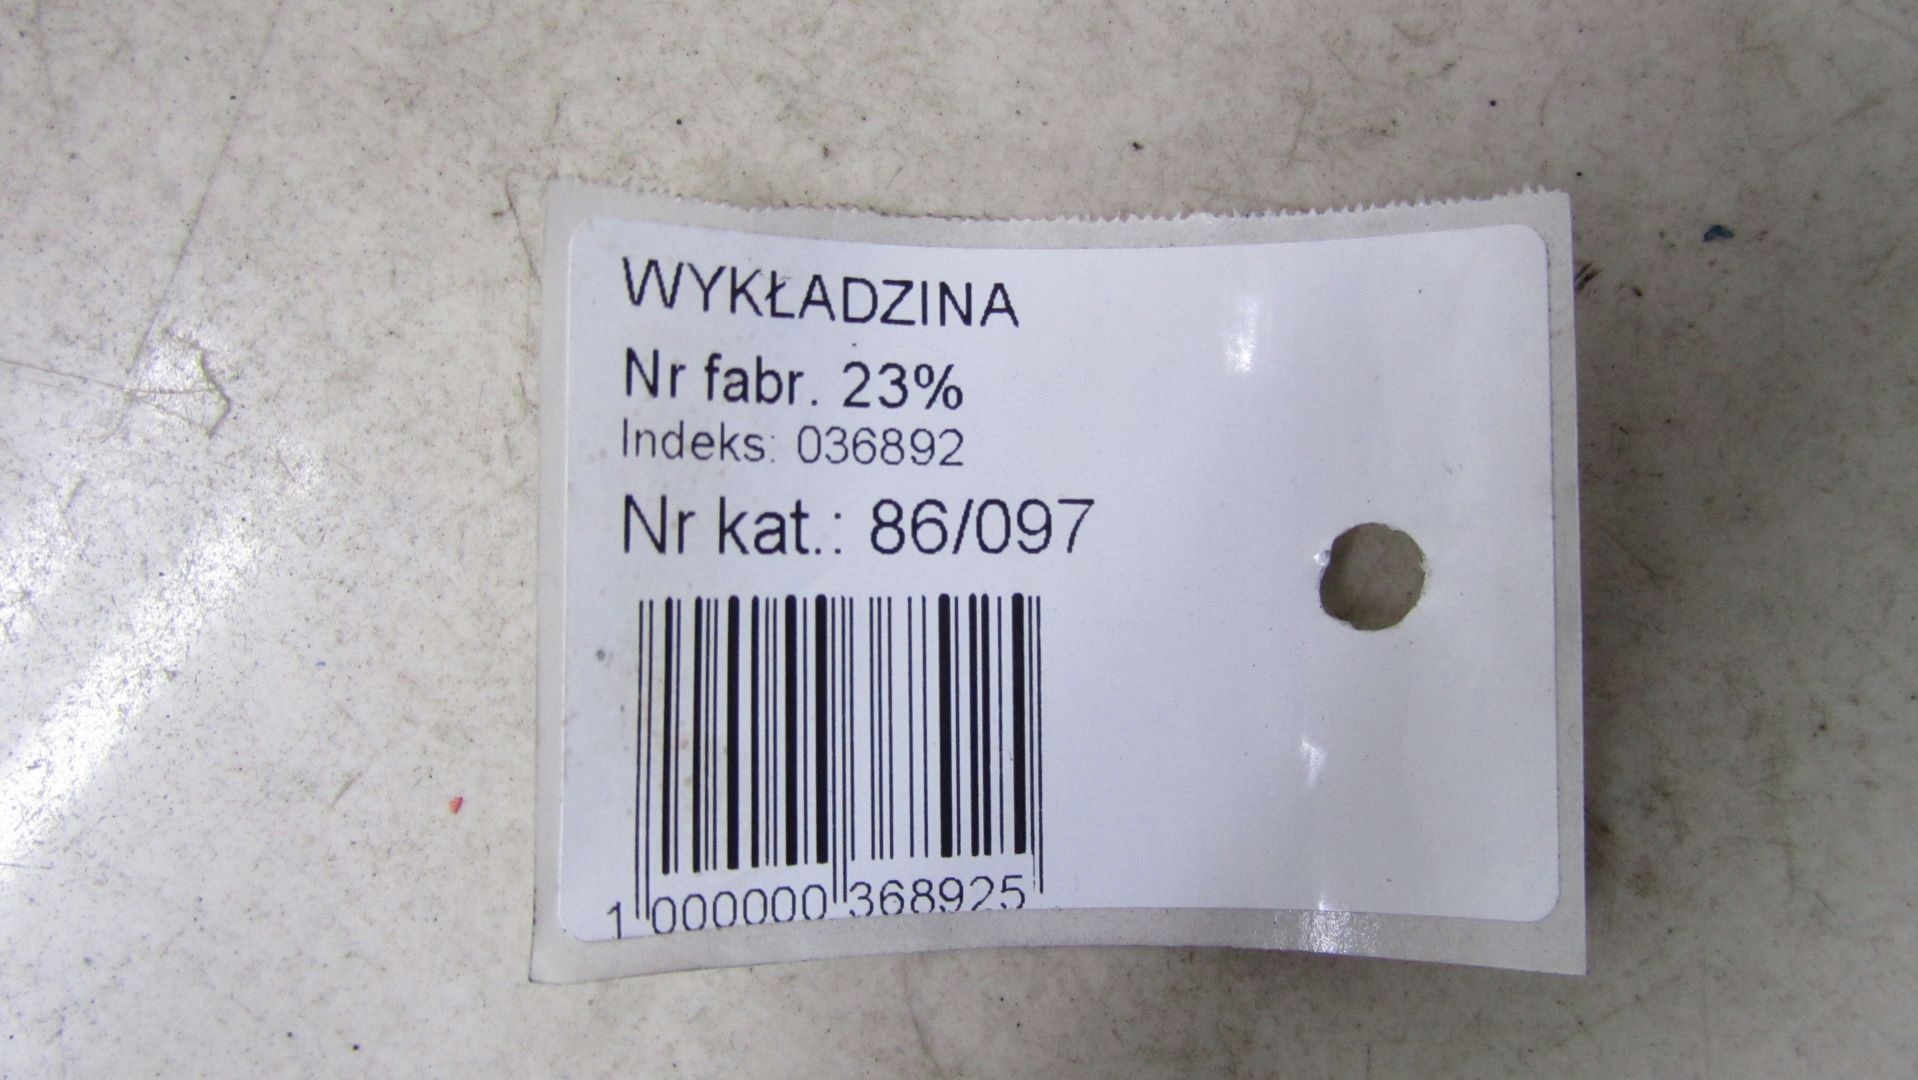 WYKŁADZINA
Nr fabr. 23%
Indeks: 036892
Nr kat.: 86/097
1 000000 368925